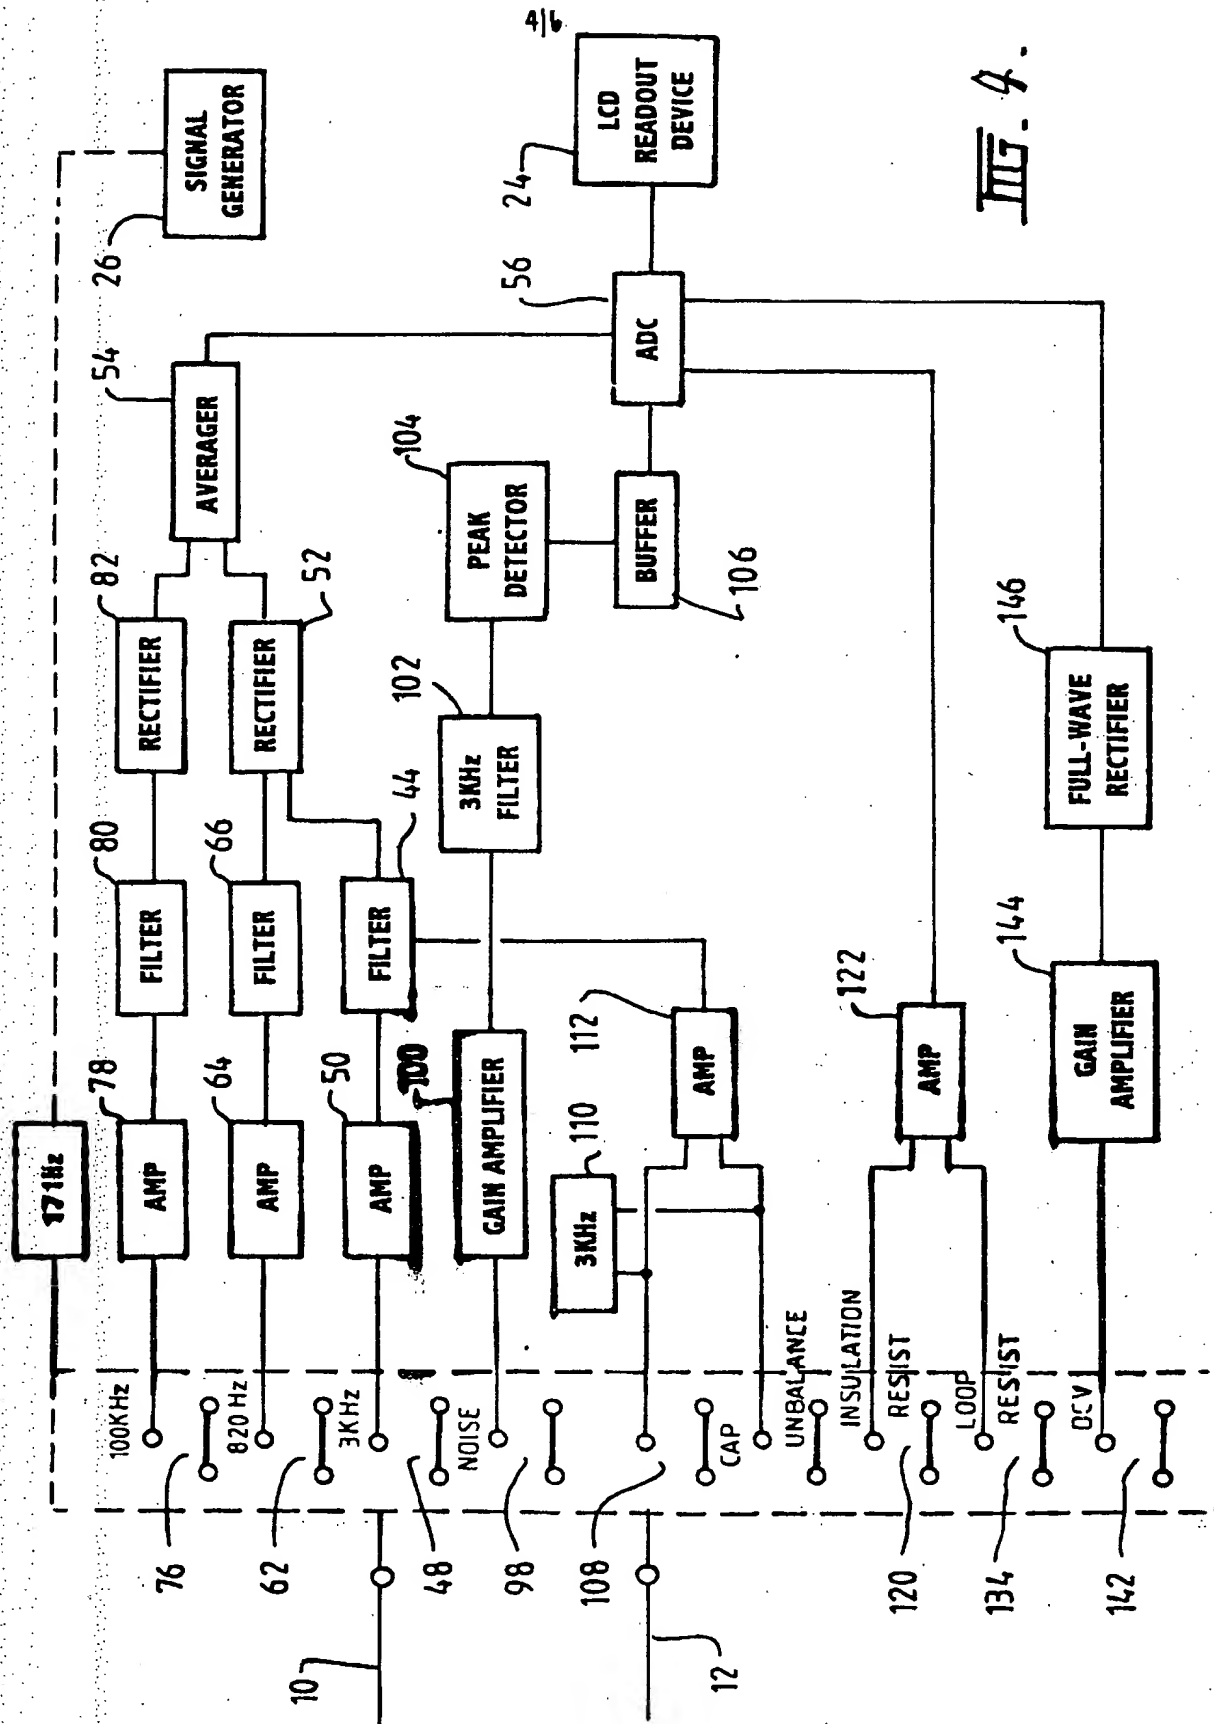 4/6
SIGNAL
GENERATOR
26
LCD
READOUT
DEVICE
24
56
ADC
54
AVERAGER
104
PEAK
DETECTOR
BUFFER
106
82
RECTIFIER
52
RECTIFIER
102
3KHz
FILTER
146
FULL-WAVE
RECTIFIER
80
FILTER
66
FILTER
44
FILTER
171Hz
78
AMP
64
AMP
50
AMP
100
GAIN AMPLIFIER
110
3KHz
112
AMP
122
AMP
144
GAIN
AMPLIFIER
100KHz
820 Hz
3KHz
NOISE
CAP
UNBALANCE
INSULATION
RESIST
LOOP
RESIST
DCV
76
62
48
98
108
120
134
142
10
12